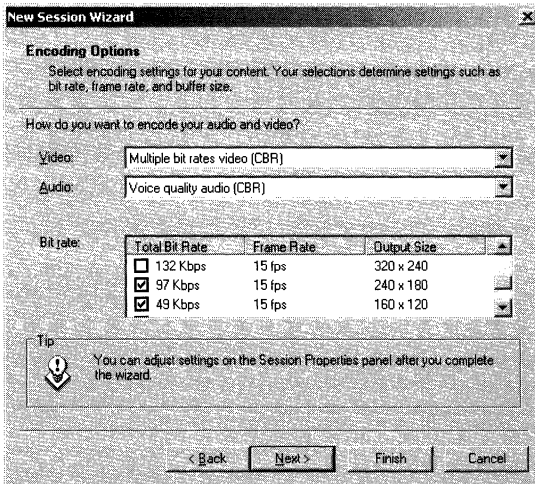 New Session Wizard
Encoding Options
Select encoding settings for your content. Your selections determine settings such as
bit rate, frame rate, and buffer size.
How do you want to encode your audio and video?
Video: Multiple bit rates video (CBR)
Audio: Voice quality audio (CBR)
Bit rate: Total Bit Rate Frame Rate Output Size
132 Kbps 15 fps 320 x 240
97 Kbps 15 fps 240 x 180
49 Kbps 15 fps 160 x 120
Tip
You can adjust settings on the Session Properties panel after you complete
the wizard.
< Back Next > Finish Cancel